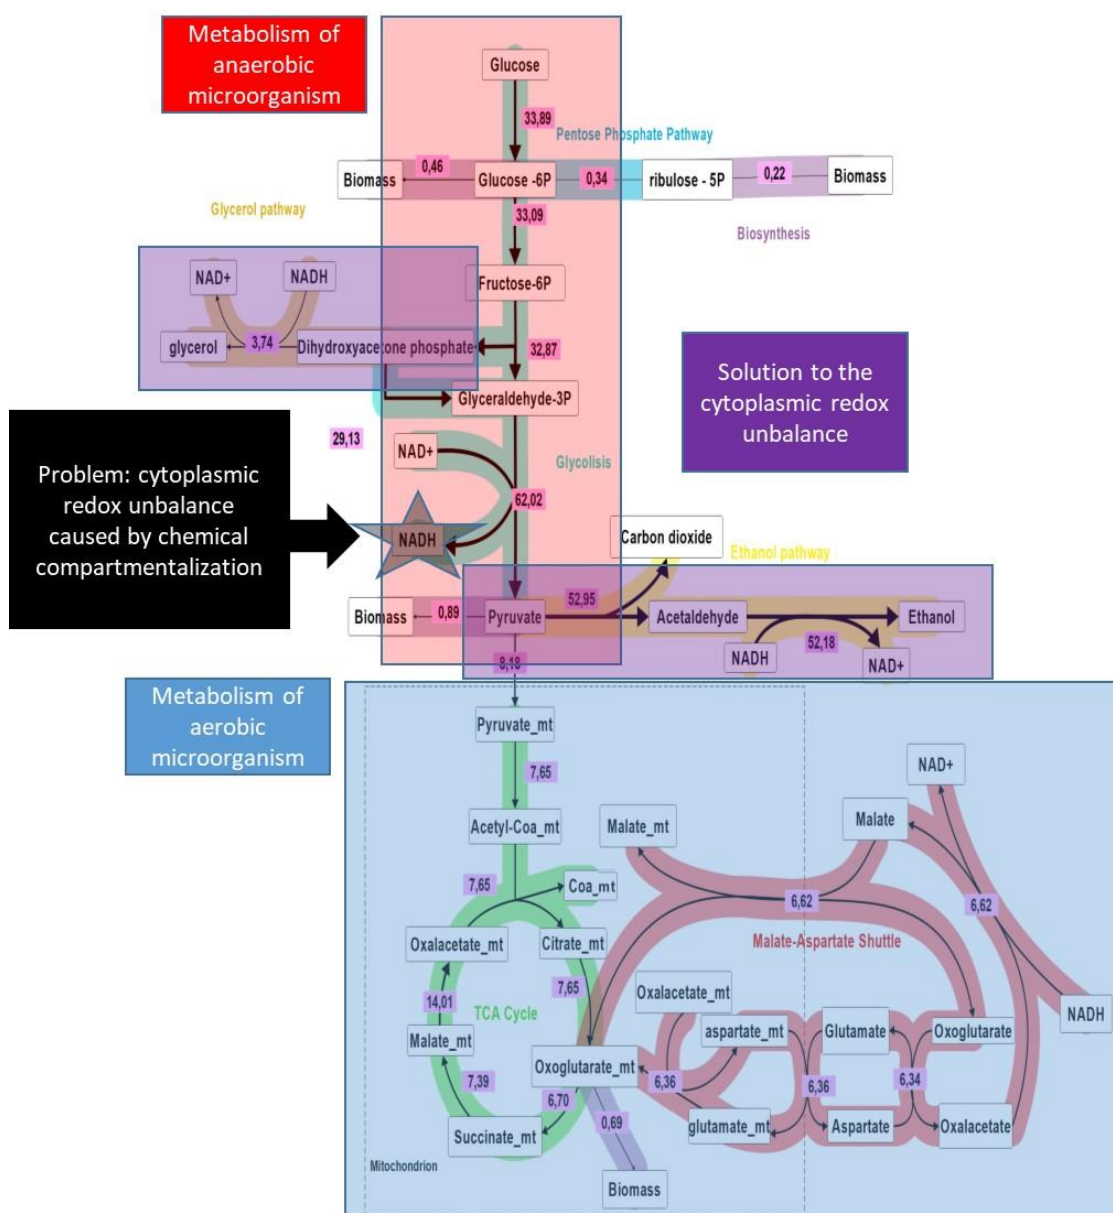 Metabolism of
anaerobic
microorganism
Glucose
33,89
Pentose Phosphate Pathway
Biomass
0,46
Glucose -6P
0,34
ribulose - 5P
0,22
Biomass
33,09
Glycerol pathway
Biosynthesis
NAD+
NADH
Fructose-6P
glycerol
3,74
Dihydroxyacetone phosphate
32,87
Solution to the
cytoplasmic redox
unbalance
Glyceraldehyde-3P
29,13
NAD+
Glycolisis
Problem: cytoplasmic
redox unbalance
caused by chemical
compartmentalization
62,02
NADH
Carbon dioxide
Ethanol pathway
Biomass
0,89
Pyruvate
52,95
Acetaldehyde
Ethanol
NADH
52,18
NAD+
8,18
Metabolism of
aerobic
microorganism
Pyruvate_mt
7,65
NAD+
Acetyl-Coa_mt
Malate_mt
Malate
7,65
Coa_mt
6,62
6,62
Oxalacetate_mt
Citrate_mt
Malate-Aspartate Shuttle
14,01
7,65
Oxalacetate_mt
TCA Cycle
NADH
Malate_mt
aspartate_mt
Glutamate
Oxoglutarate
Oxoglutarate_mt
7,39
6,70
6,36
6,36
6,34
0,69
Succinate_mt
glutamate_mt
Aspartate
Oxalacetate
Mitochondrion
Biomass